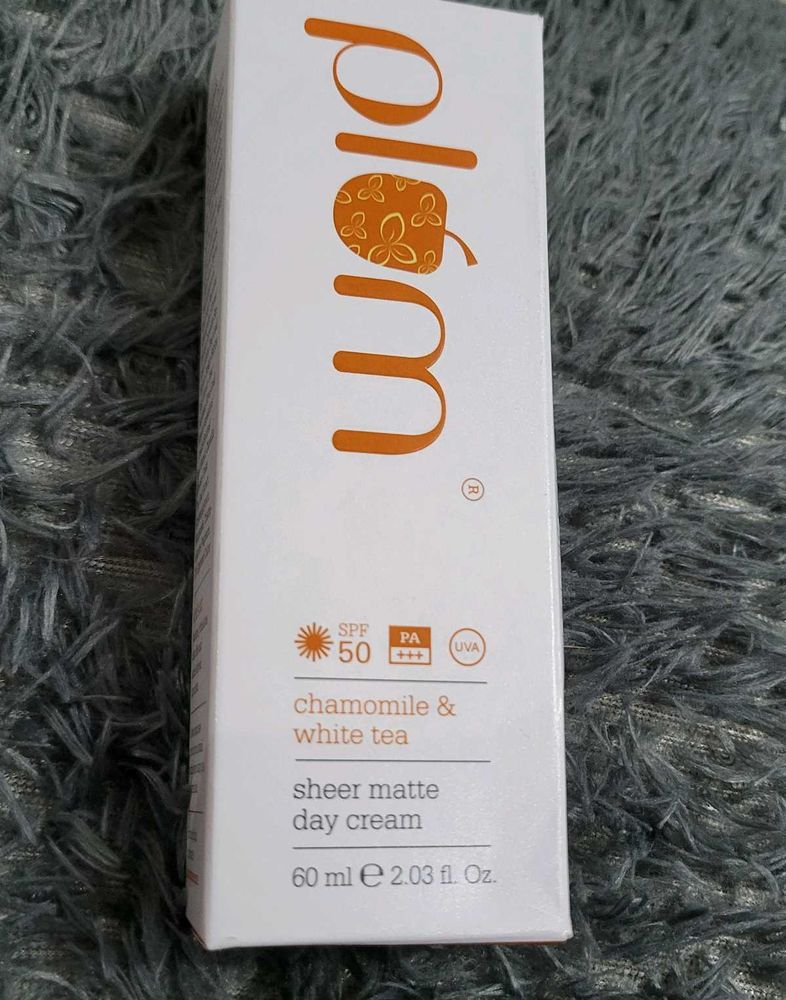 plum
®
SPF
50
PA
+++
UVA
chamomile &
white tea
sheer matte
day cream
60 ml ℮ 2.03 fl. Oz.